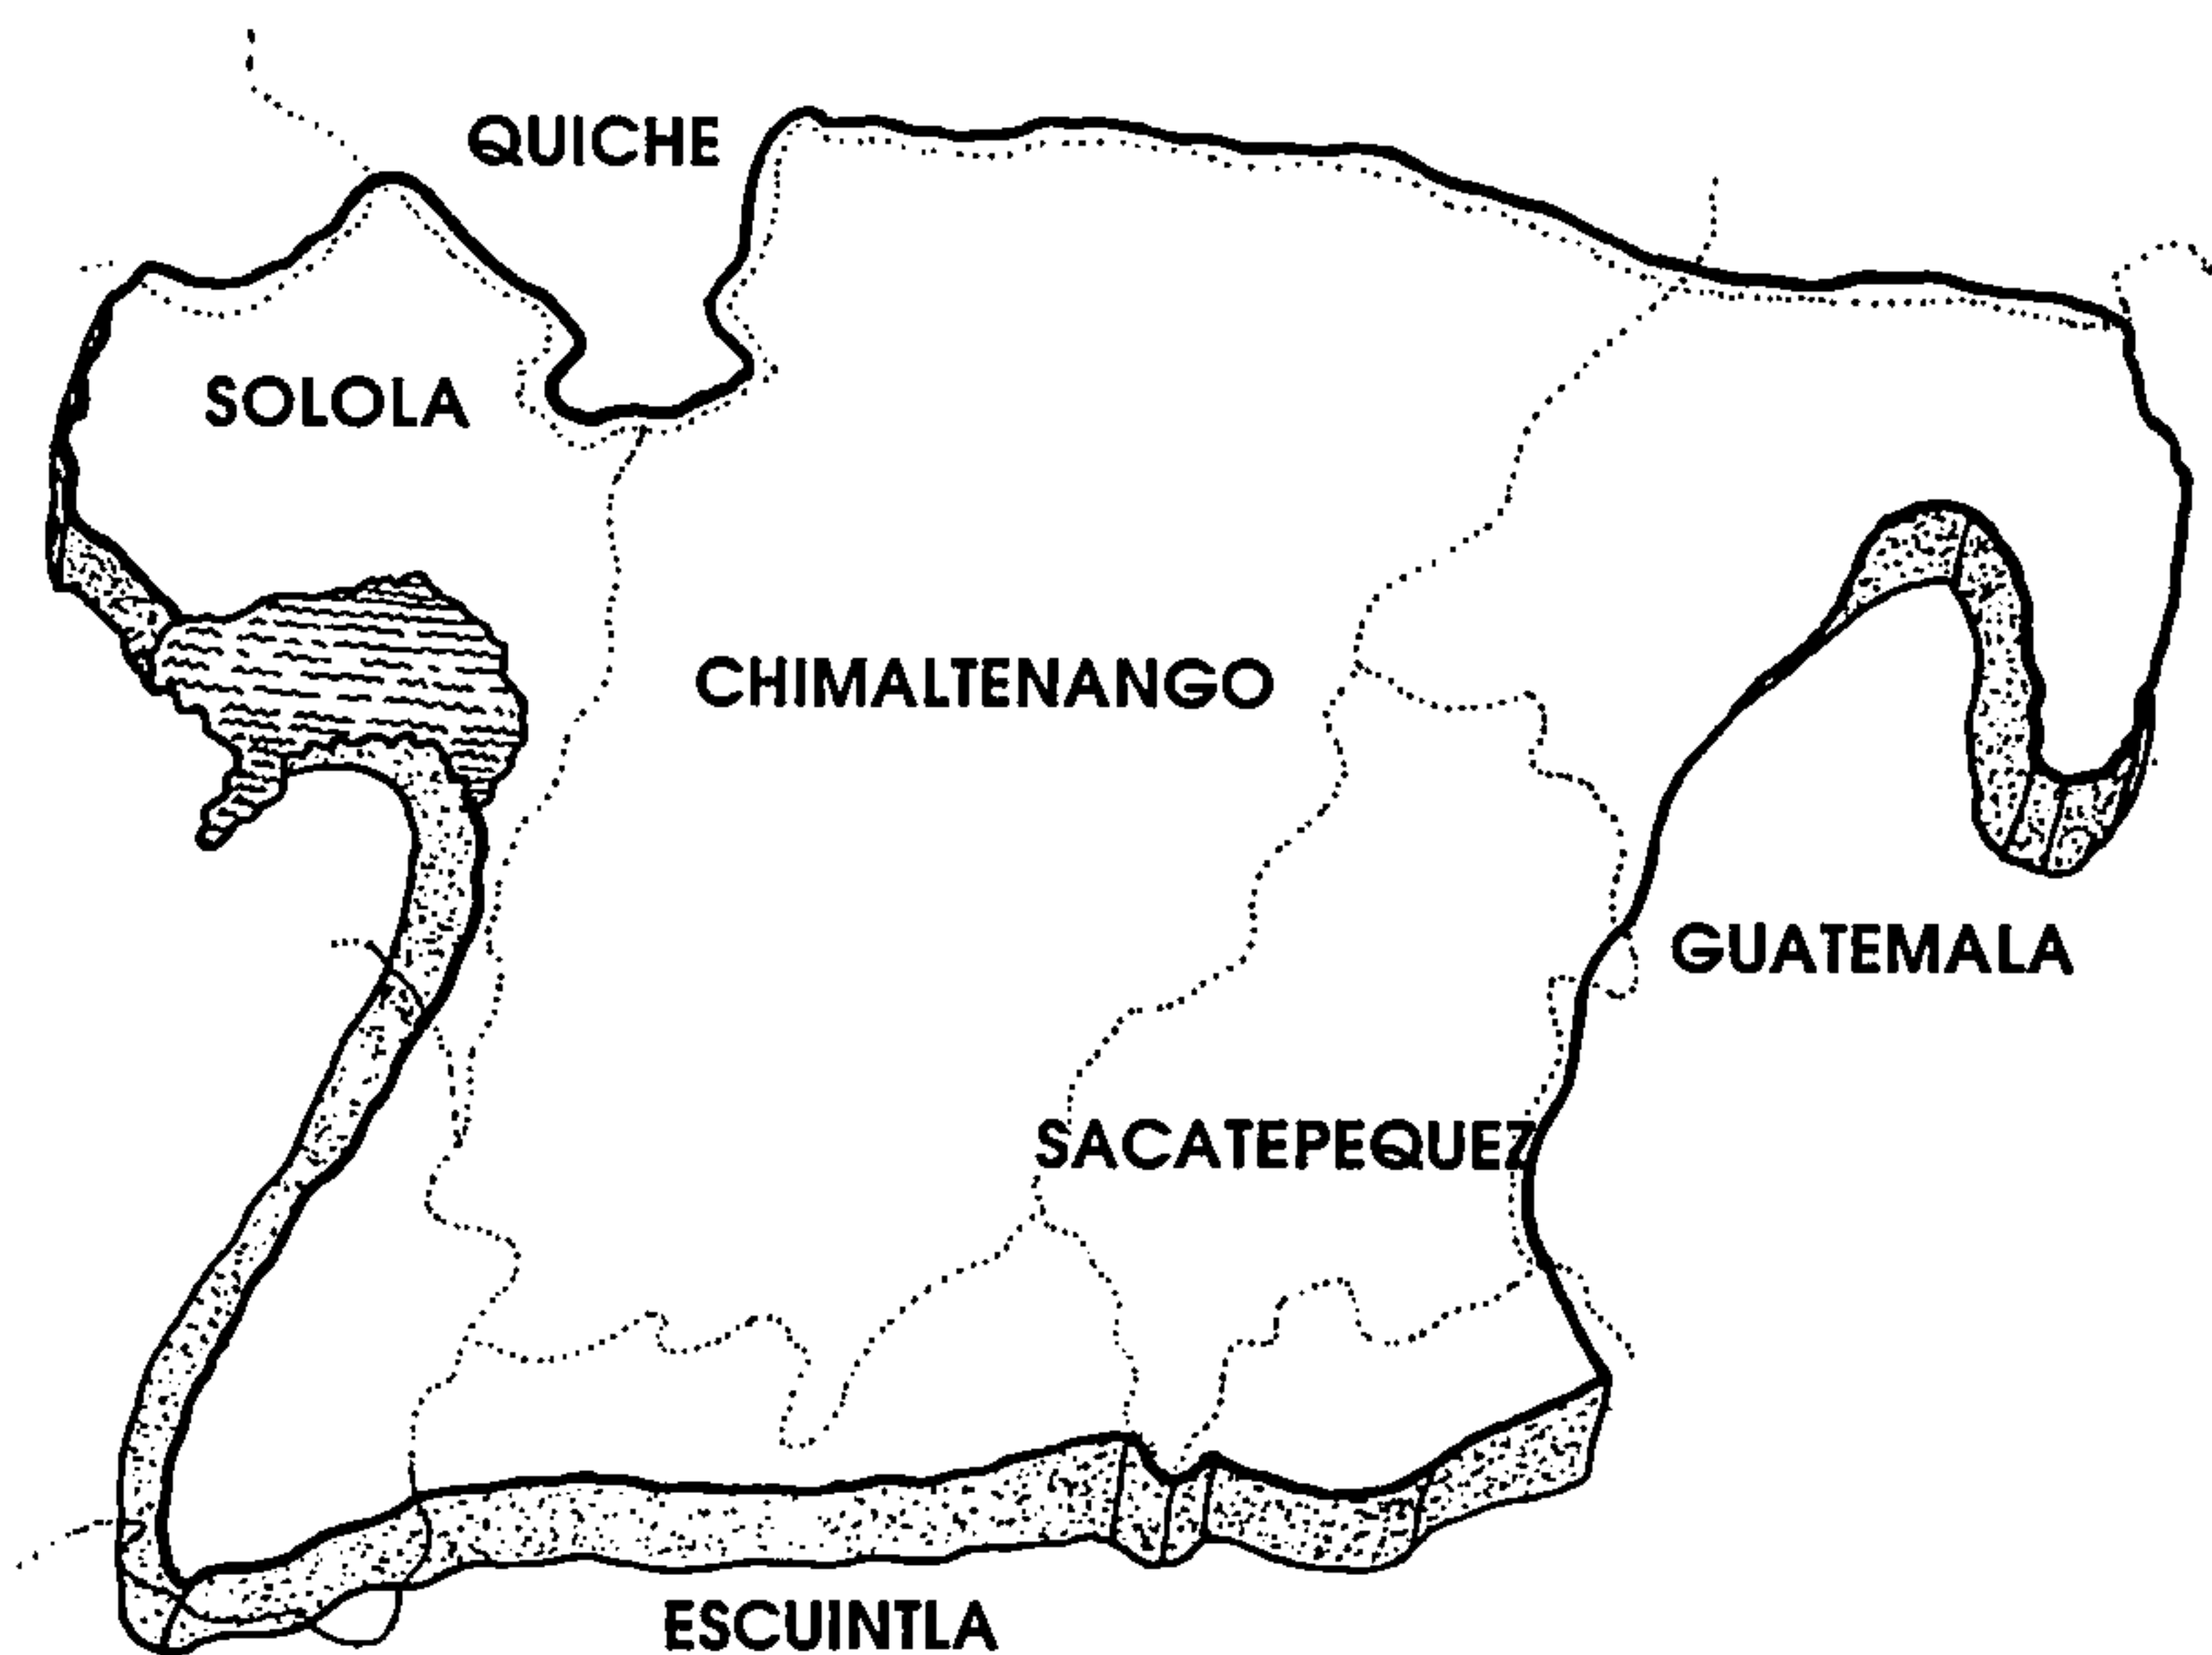 QUICHE
SOLOLA
CHIMALTENANGO
GUATEMALA
SACATEPEQUEZ
ESCUINTLA